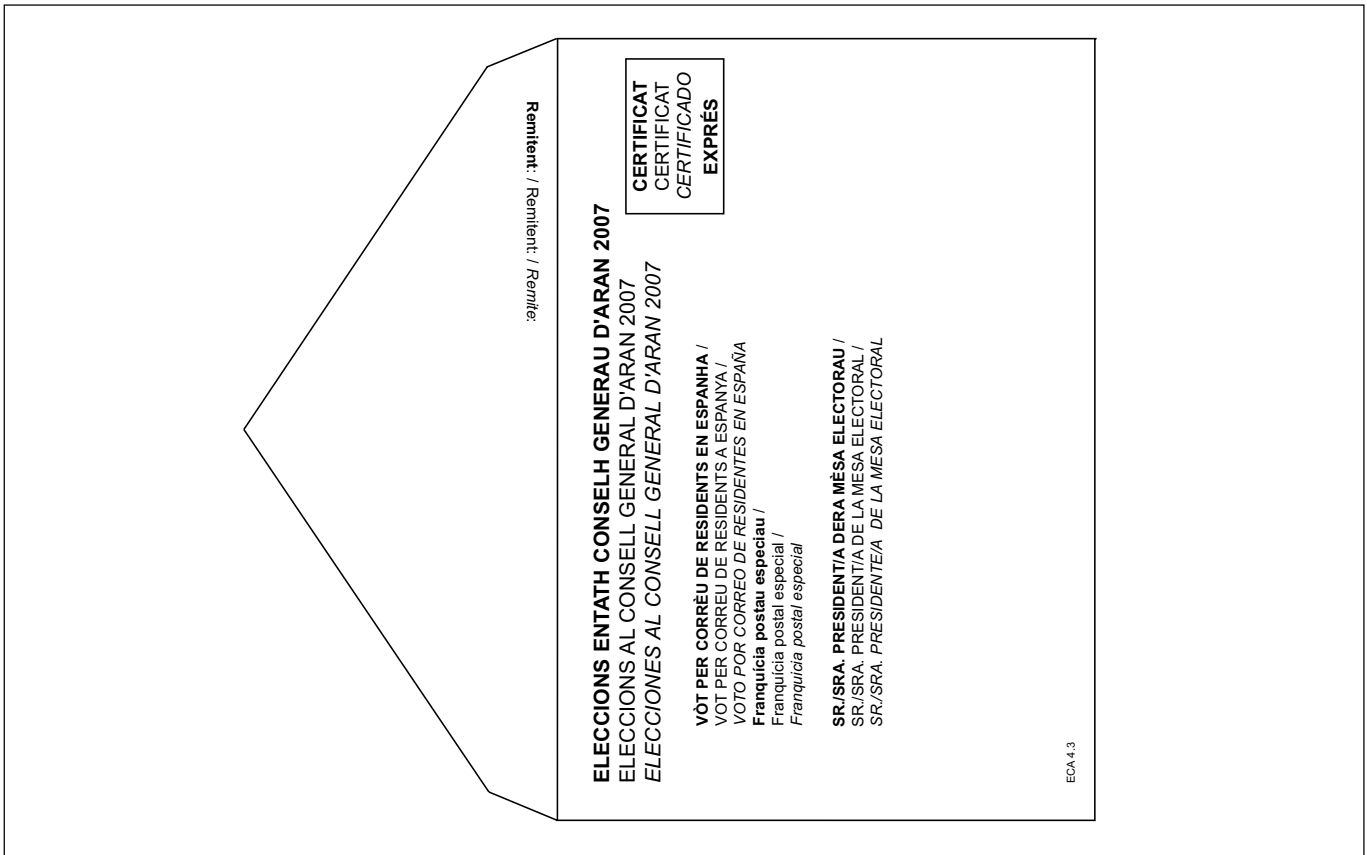 Remitent: / Remitent: / Remite:
ELECCIONS ENTATH CONSELH GENERAU D'ARAN 2007
ELECCIONS AL CONSELL GENERAL D'ARAN 2007
ELECCIONES AL CONSELL GENERAL D'ARAN 2007
CERTIFICAT
CERTIFICAT
CERTIFICADO
EXPRÉS
VÒT PER CORRÈU DE RESIDENTS EN ESPANHA /
VOT PER CORREU DE RESIDENTS A ESPANYA /
VOTO POR CORREO DE RESIDENTES EN ESPAÑA
Franquícia postau especiau /
Franquícia postal especial /
Franquicia postal especial
SR./SRA. PRESIDENT/A DERA MÈSA ELECTORAU /
SR./SRA. PRESIDENT/A DE LA MESA ELECTORAL /
SR./SRA. PRESIDENTE/A DE LA MESA ELECTORAL
ECA 4.3